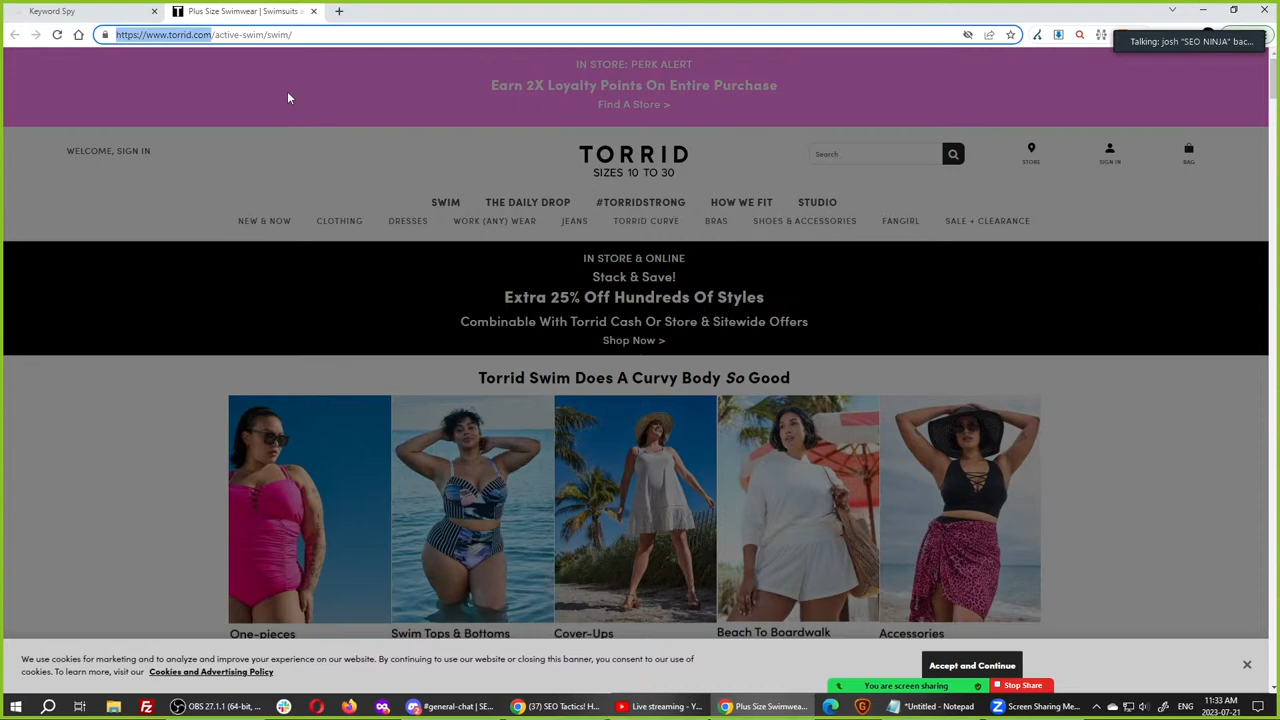 Keyword Spy
Plus Size Swimwear | Swimsuits
https://www.torrid.com/active-swim/swim/
Talking: josh "SEO NINJA" bac...
IN STORE: PERK ALERT
Earn 2X Loyalty Points On Entire Purchase
Find A Store >
WELCOME, SIGN IN
TORRID
SIZES 10 TO 30
Search
STORE
SIGN IN
BAG
SWIM THE DAILY DROP #TORRIDSTRONG HOW WE FIT STUDIO
NEW & NOW CLOTHING DRESSES WORK (ANY) WEAR JEANS TORRID CURVE BRAS SHOES & ACCESSORIES FANGIRL SALE + CLEARANCE
IN STORE & ONLINE
Stack & Save!
Extra 25% Off Hundreds Of Styles
Combinable With Torrid Cash Or Store & Sitewide Offers
Shop Now >
Torrid Swim Does A Curvy Body So Good
One-pieces Swim Tops & Bottoms Cover-Ups Beach To Boardwalk Accessories
We use cookies for marketing and to analyze and improve your experience on our website. By continuing to use our website or closing this banner, you consent to our use of
cookies. To learn more, visit our Cookies and Advertising Policy
Accept and Continue
You are screen sharing
Stop Share
OBS 27.1.1 (64-bit, ...
#general-chat | SE...
(37) SEO Tactics! H...
Live streaming - Y...
Plus Size Swimwea...
*Untitled - Notepad
Screen Sharing Me...
11:33 AM
2023-07-21